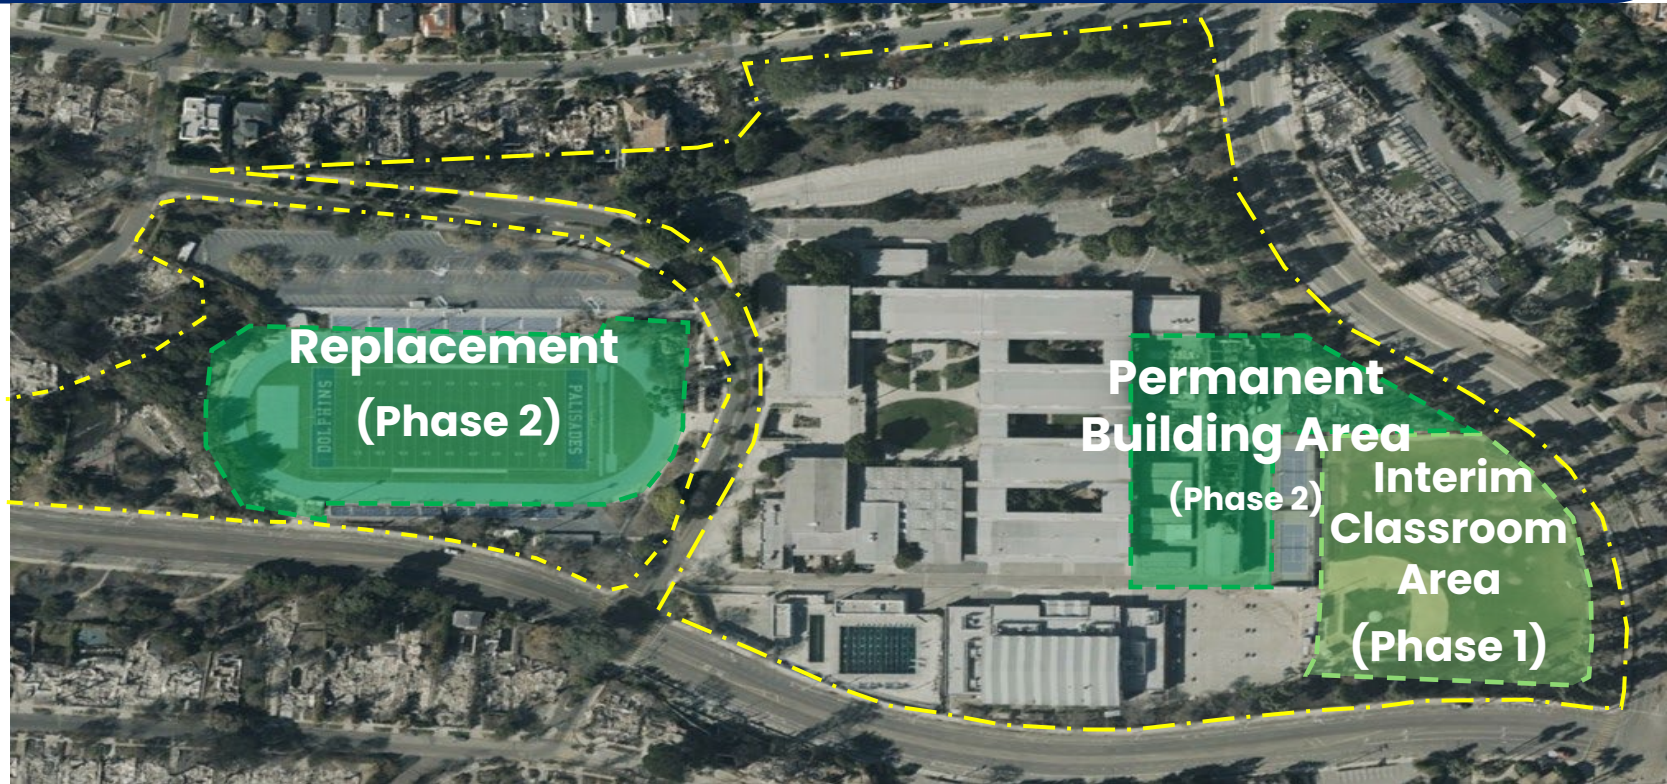 Replacement
(Phase 2)
DOLPHINS
PALISADES
Permanent
Building Area
(Phase 2)
Interim
Classroom
Area
(Phase 1)